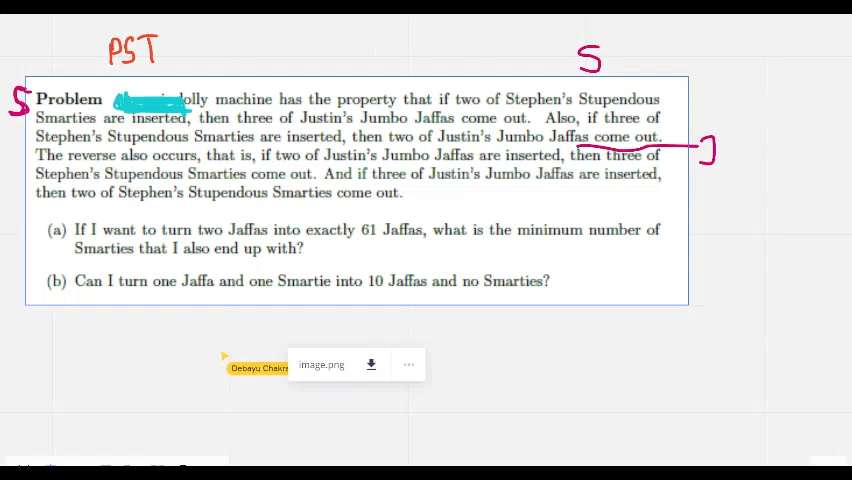 PST
S
S
Problem olly machine has the property that if two of Stephen's Stupendous
Smarties are inserted, then three of Justin's Jumbo Jaffas come out. Also, if three of
Stephen's Stupendous Smarties are inserted, then two of Justin's Jumbo Jaffas come out.
J
The reverse also occurs, that is, if two of Justin's Jumbo Jaffas are inserted, then three of
Stephen's Stupendous Smarties come out. And if three of Justin's Jumbo Jaffas are inserted,
then two of Stephen's Stupendous Smarties come out.
(a) If I want to turn two Jaffas into exactly 61 Jaffas, what is the minimum number of
Smarties that I also end up with?
(b) Can I turn one Jaffa and one Smartie into 10 Jaffas and no Smarties?
image.png
Debayu Chakr